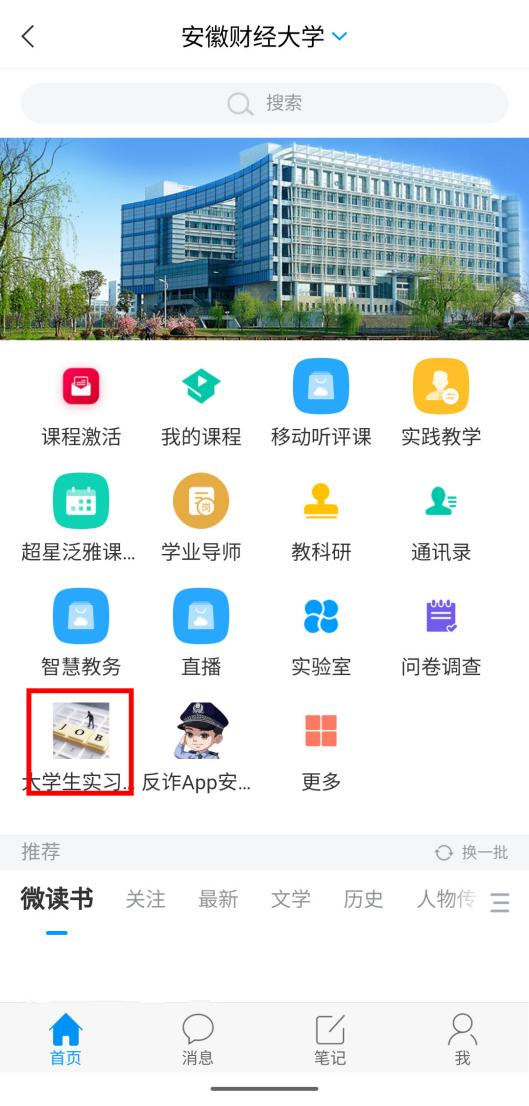 安徽财经大学
搜索
课程激活 我的课程 移动听评课 实践教学
超星泛雅课... 学业导师 教科研 通讯录
智慧教务 直播 实验室 问卷调查
JOB
大学生实习... 反诈App安... 更多
推荐 换一批
微读书 关注 最新 文学 历史 人物传
首页 消息 笔记 我